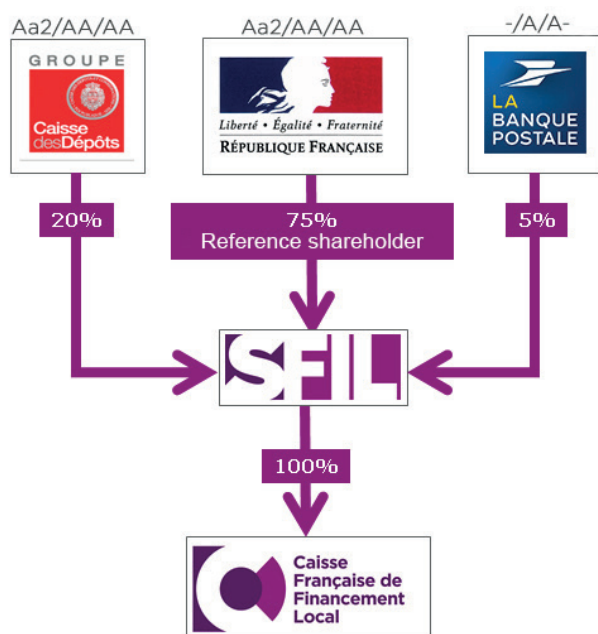 Aa2/AA/AA
GROUPE
Caisse
desDépôts
Aa2/AA/AA
Liberté • Égalité • Fraternité
RÉPUBLIQUE FRANÇAISE
-/A/A-
LA
BANQUE
POSTALE
20%
75%
Reference shareholder
5%
SFIL
100%
Caisse
Française de
Financement
Local